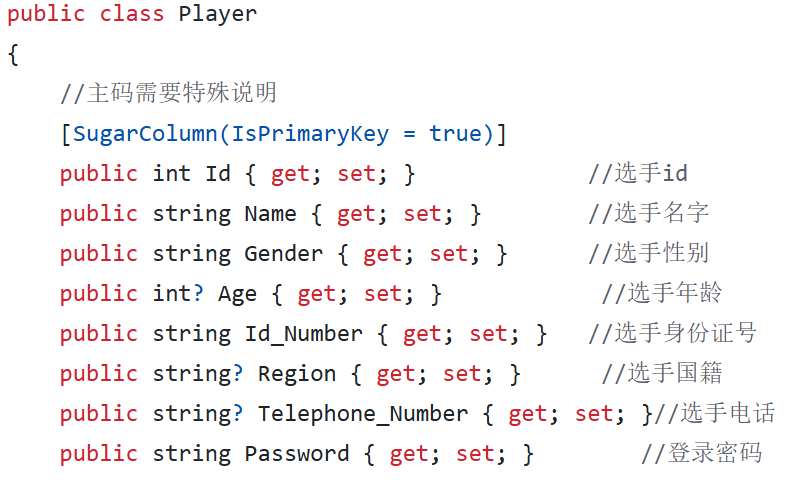 public class Player
{
    //主码需要特殊说明
    [SugarColumn(IsPrimaryKey = true)]
    public int Id { get; set; }             //选手id
    public string Name { get; set; }        //选手名字
    public string Gender { get; set; }      //选手性别
    public int? Age { get; set; }            //选手年龄
    public string Id_Number { get; set; }   //选手身份证号
    public string? Region { get; set; }      //选手国籍
    public string? Telephone_Number { get; set; }//选手电话
    public string Password { get; set; }        //登录密码